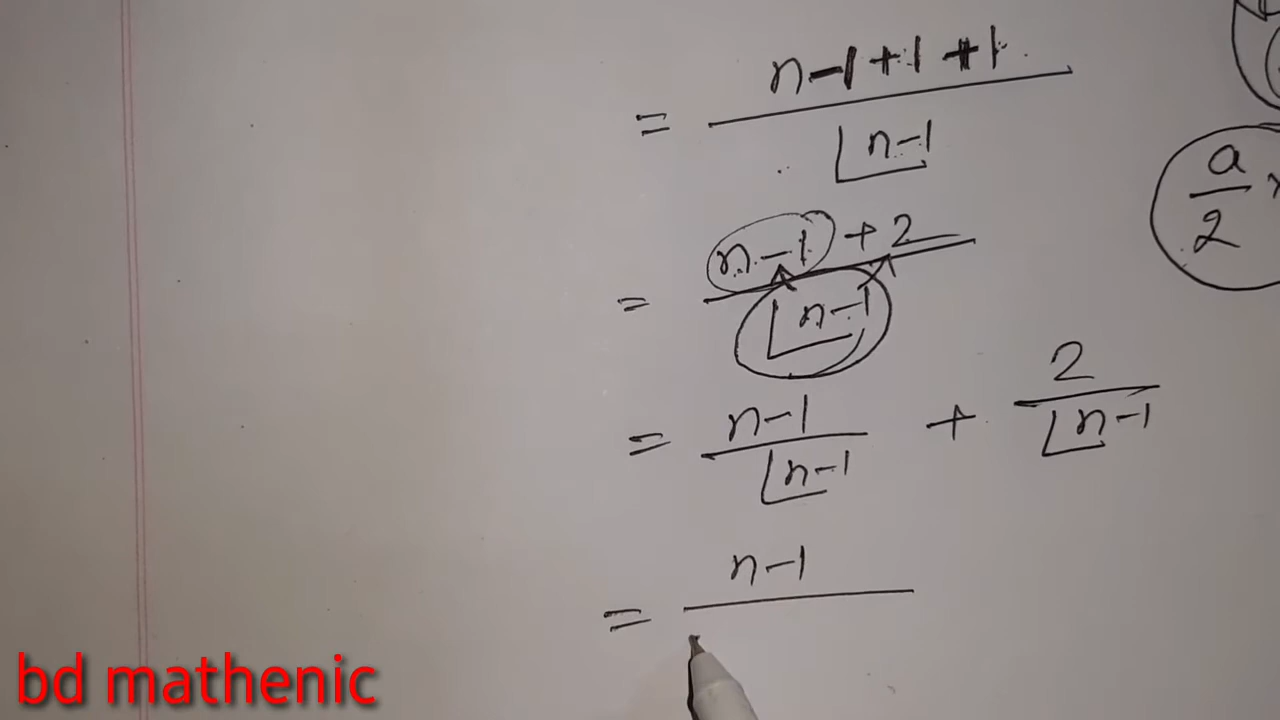 = n-1+1+1
⌊n-1
= n-1 + 2
⌊n-1
a
2
= n-1 + 2
⌊n-1 ⌊n-1
= n-1
bd mathenic